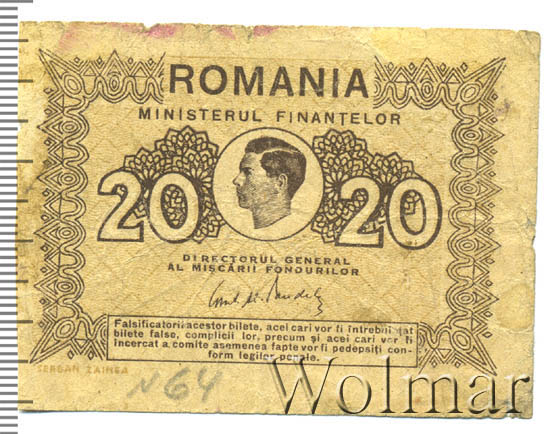 ROMANIA
MINISTERUL FINANȚELOR
20 20
DIRECTORUL GENERAL
AL MIȘCĂRII FONDURILOR
Falsificatorii acestor bilete, acei cari vor fi întrebuințat
bilete false, complicii lor, precum și acei cari vor fi
încercat a comite asemenea fapte vor fi pedepsiți con-
form legilor penale.
ȘERBAN ZAINEA
N64
Wolmar